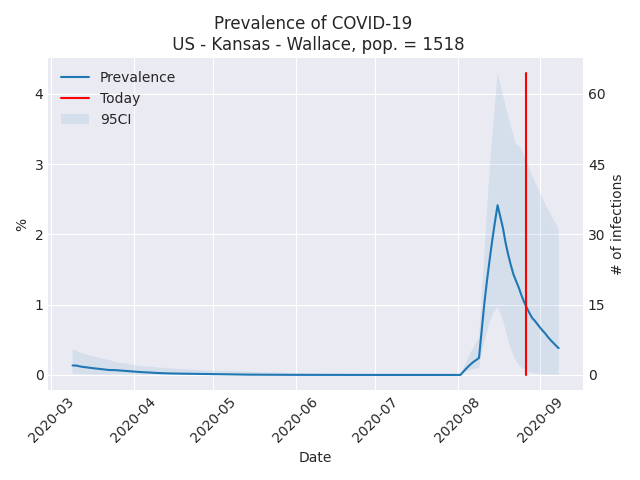 Prevalence of COVID-19
US - Kansas - Wallace, pop. = 1518
Prevalence
Today
95CI
4
3
2
1
0
%
60
45
30
15
0
# of infections
2020-03
2020-04
2020-05
2020-06
2020-07
2020-08
2020-09
Date